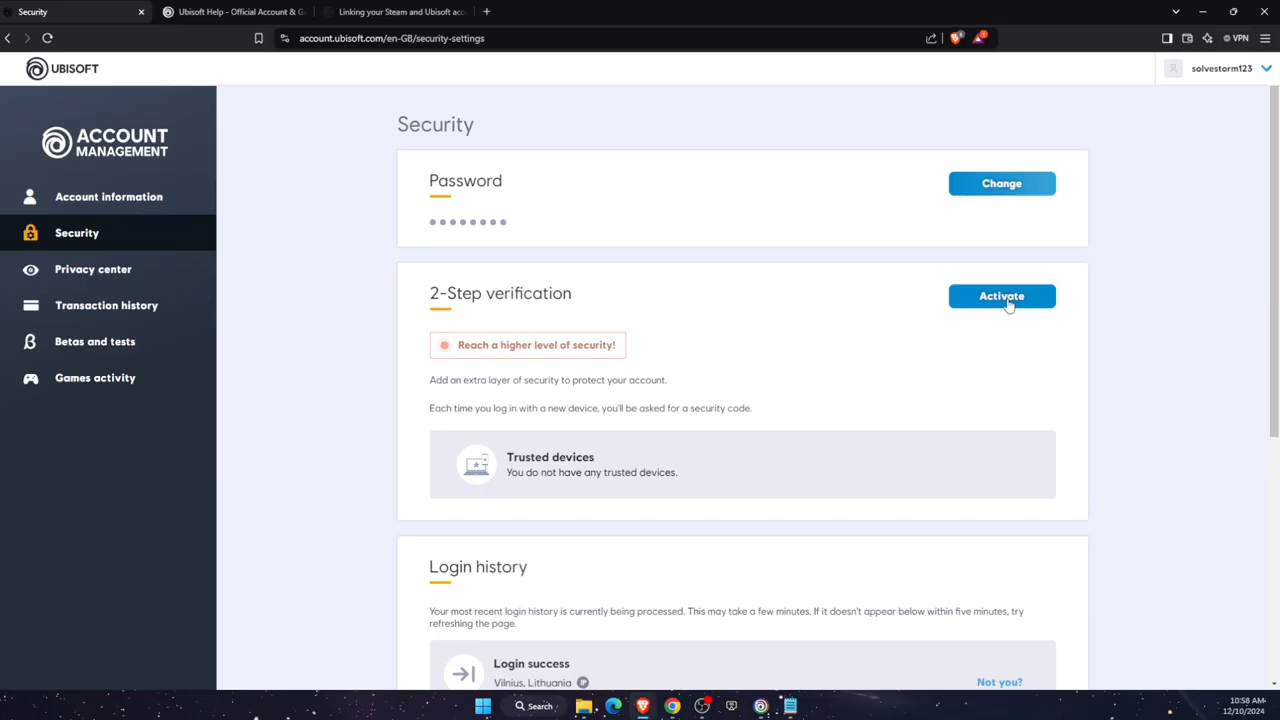 Security
Ubisoft Help - Official Account & G
Linking your Steam and Ubisoft acc
account.ubisoft.com/en-GB/security-settings
VPN
UBISOFT
solvestorm123
ACCOUNT
MANAGEMENT
Account information
Security
Privacy center
Transaction history
Betas and tests
Games activity
Security
Password
Change
2-Step verification
Activate
Reach a higher level of security!
Add an extra layer of security to protect your account.
Each time you log in with a new device, you'll be asked for a security code.
Trusted devices
You do not have any trusted devices.
Login history
Your most recent login history is currently being processed. This may take a few minutes. If it doesn't appear below within five minutes, try
refreshing the page.
Login success
Vilnius, Lithuania
Not you?
Search
10:58 AM
12/10/2024